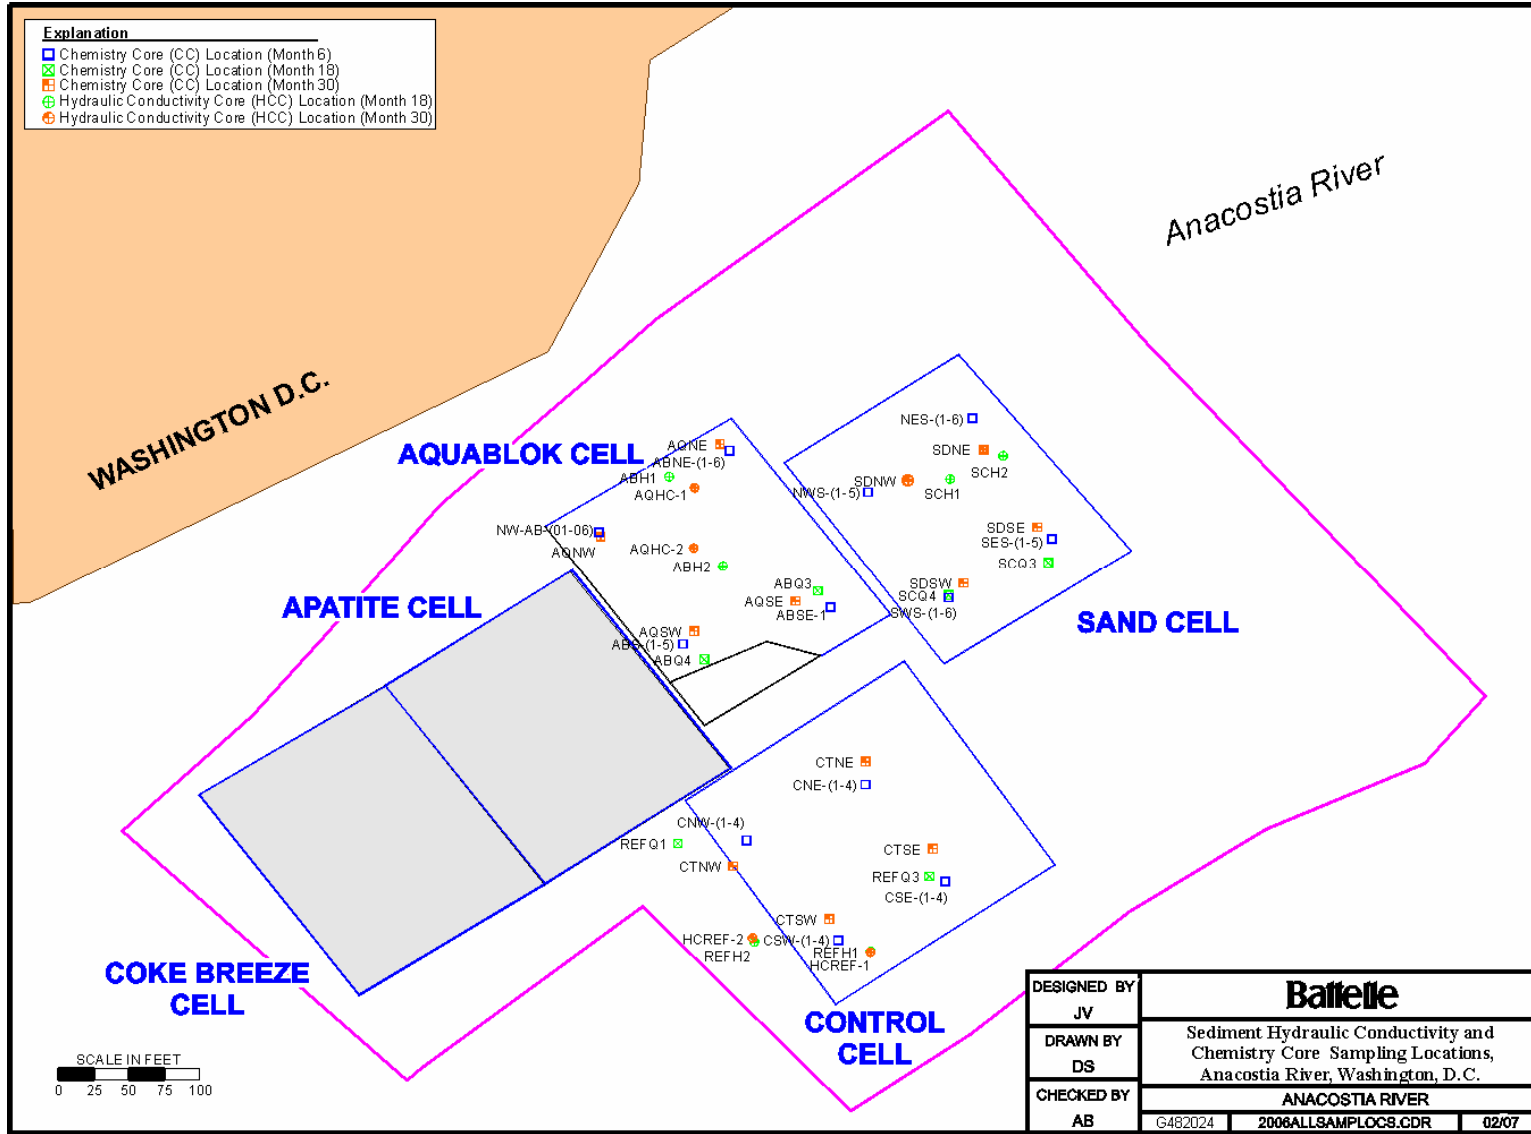 Explanation
Chemistry Core (CC) Location (Month 6)
Chemistry Core (CC) Location (Month 18)
Chemistry Core (CC) Location (Month 30)
Hydraulic Conductivity Core (HCC) Location (Month 18)
Hydraulic Conductivity Core (HCC) Location (Month 30)
Anacostia River
WASHINGTON D.C.
AQUABLOK CELL
AQNE
ABNE-(1-6)
ABH1
AQHC-1
NW-AB-(01-06)
AQNW
AQHC-2
ABH2
ABQ3
AQSE
ABSE-1
AQSW
(1-5)
ABQ4
NES-(1-6)
SDNE
SCH2
SDNW
SCH1
NWS-(1-5)
SDSE
SES-(1-5)
SCQ3
SDSW
SCQ4
SWS-(1-6)
SAND CELL
APATITE CELL
CTNE
CNE-(1-4)
CNW-(1-4)
REFQ1
CTNW
CTSE
REFQ3
CSE-(1-4)
CTSW
HCREF-2
CSW-(1-4)
REFH2
REFH1
HCREF-1
COKE BREEZE
CELL
CONTROL
CELL
SCALE IN FEET
0 25 50 75 100
DESIGNED BY
JV
DRAWN BY
DS
CHECKED BY
AB
Battelle
Sediment Hydraulic Conductivity and
Chemistry Core Sampling Locations,
Anacostia River, Washington, D.C.
ANACOSTIA RIVER
G482024 2006ALLSAMPLOCS.CDR 02/07